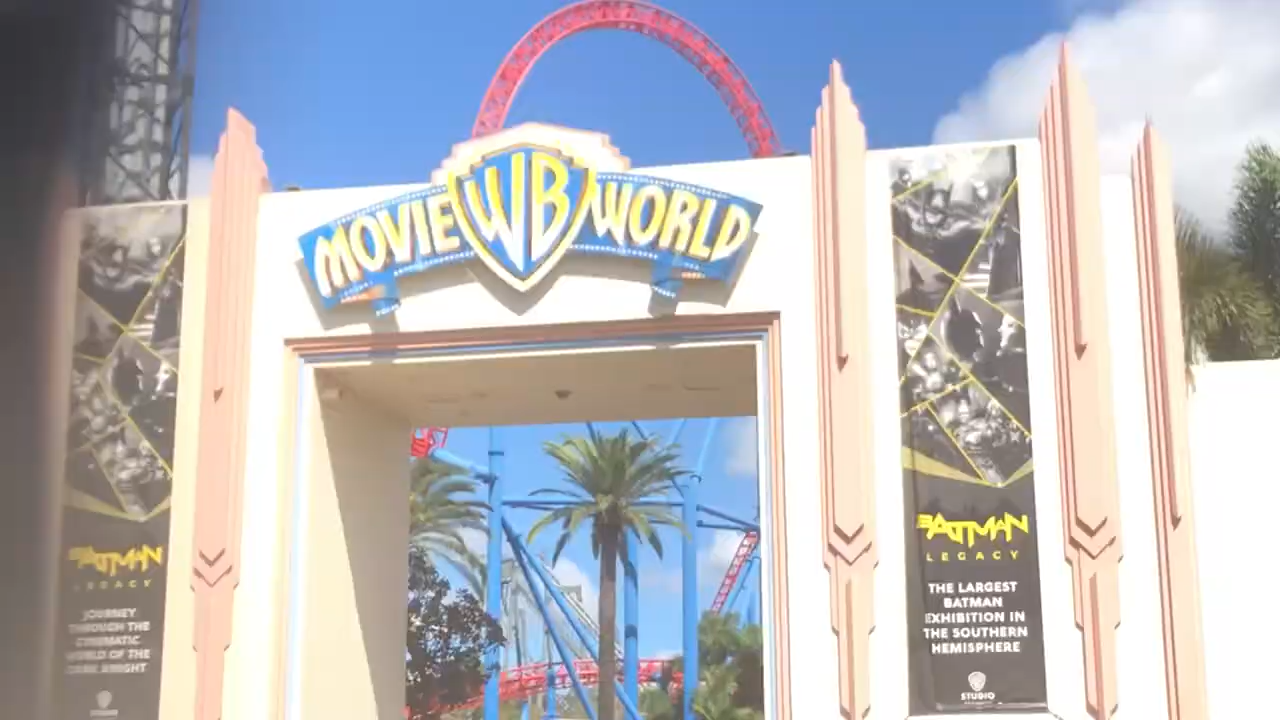 MOVIE WB WORLD
BATMAN
LEGACY
JOURNEY
THROUGH THE
CINEMATIC
WORLD OF THE
DARK KNIGHT
BATMAN
LEGACY
THE LARGEST
BATMAN
EXHIBITION IN
THE SOUTHERN
HEMISPHERE
STUDIO